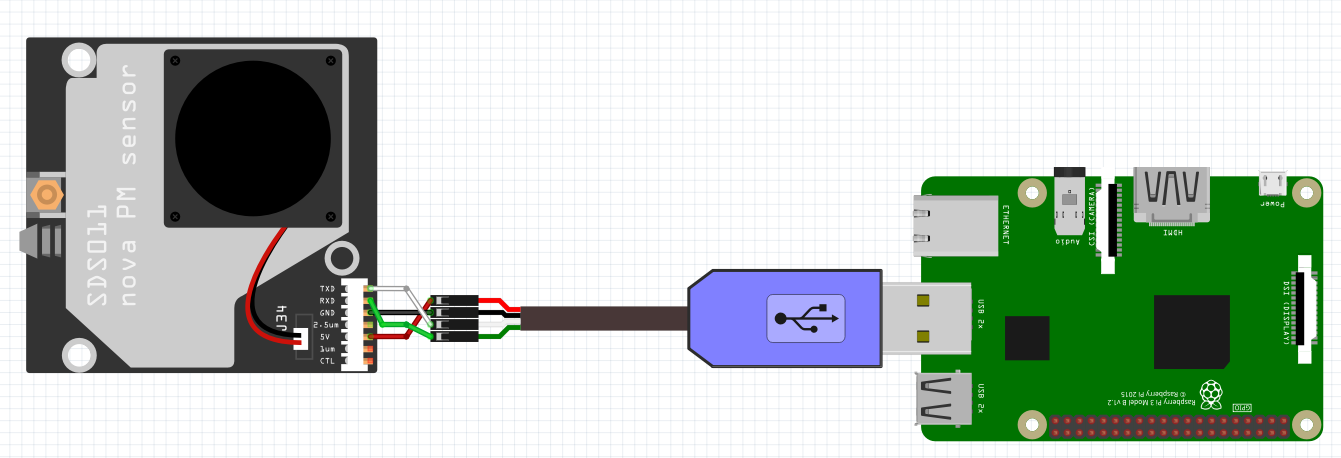 SDS011
nova PM sensor
TXD
RXD
GND
2.5um
5V
1um
CTL
ETHERNET
Audio
CSI (CAMERA)
HDMI
Power
USB 2x
DSI (DISPLAY)
USB 2x
Raspberry Pi 3 Model B v1.2
© Raspberry Pi 2015
GPIO